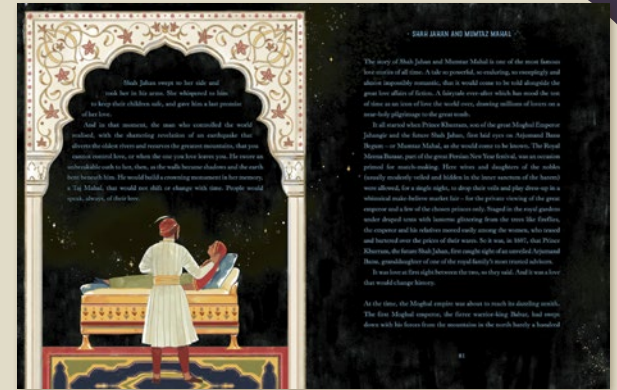 Shah Jahan swept to her side and
took her in his arms. She whispered to him
to keep their children safe, and gave him a last promise
of her love.
And in that moment, the man who controlled the world
realised, with the shattering revelation of an earthquake that
diverts the oldest rivers and unserves the greatest mountains, that you
cannot control love, or when the one you love leaves you. He swore an
unbreakable oath to her, then, as the walls became shadows and the earth
bent beneath him. He would build a crowning monument in her memory,
a Taj Mahal, that would not shift or change with time. People would
speak, always, of their love.
SHAH JAHAN AND MUMTAZ MAHAL
The story of Shah Jahan and Mumtaz Mahal is one of the most famous
love stories of all time. A tale so powerful, so enduring, so sweepingly and
almost impossibly romantic, that it would come to be told alongside the
great love affairs of fiction. A fairytale ever-after which has stood the test
of time as an icon of love the world over, drawing millions of lovers on a
near-holy pilgrimage to the great tomb.
It all started when Prince Khurram, son of the great Moghal Emperor
Jahangir and the future Shah Jahan, first laid eyes on Arjumand Banu
Begum – or Mumtaz Mahal, as she would come to be known. The Royal
Meena Bazaar, part of the great Persian New Year festival, was an occasion
primed for match-making. Here wives and daughters of the nobles
(usually modestly veiled and hidden in the inner sanctum of the harem)
were allowed, for a single night, to drop their veils and play dress-up in a
whimsical make-believe market fair – for the private viewing of the great
emperor and a few of the chosen princes only. Staged in the royal gardens
under draped tents with lanterns glittering from the trees like fireflies,
the emperor and his relatives moved easily among the women, who teased
and bartered over the prices of their wares. So it was, in 1607, that Prince
Khurram, the future Shah Jahan, first caught sight of an unveiled Arjumand
Banu, granddaughter of one of the royal family's most trusted advisors.
It was love at first sight between the two, so they said. And it was a love
that would change history.
At the time, the Moghal empire was about to reach its dazzling zenith.
The first Moghal emperor, the fierce warrior-king Babur, had swept
down with his forces from the mountains in the north barely a hundred